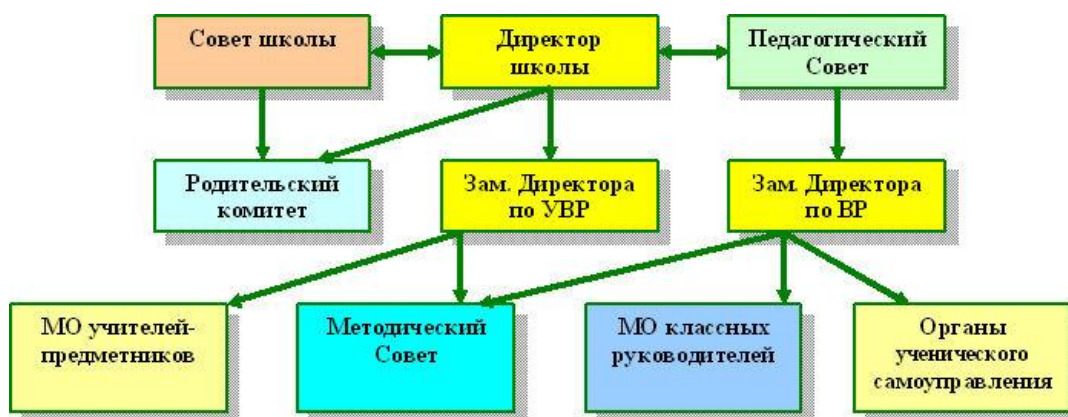 Совет школы
Директор
школы
Педагогический
Совет
Родительский
комитет
Зам. Директора
по УВР
Зам. Директора
по ВР
МО учителей-
предметников
Методический
Совет
МО классных
руководителей
Органы
ученического
самоуправления